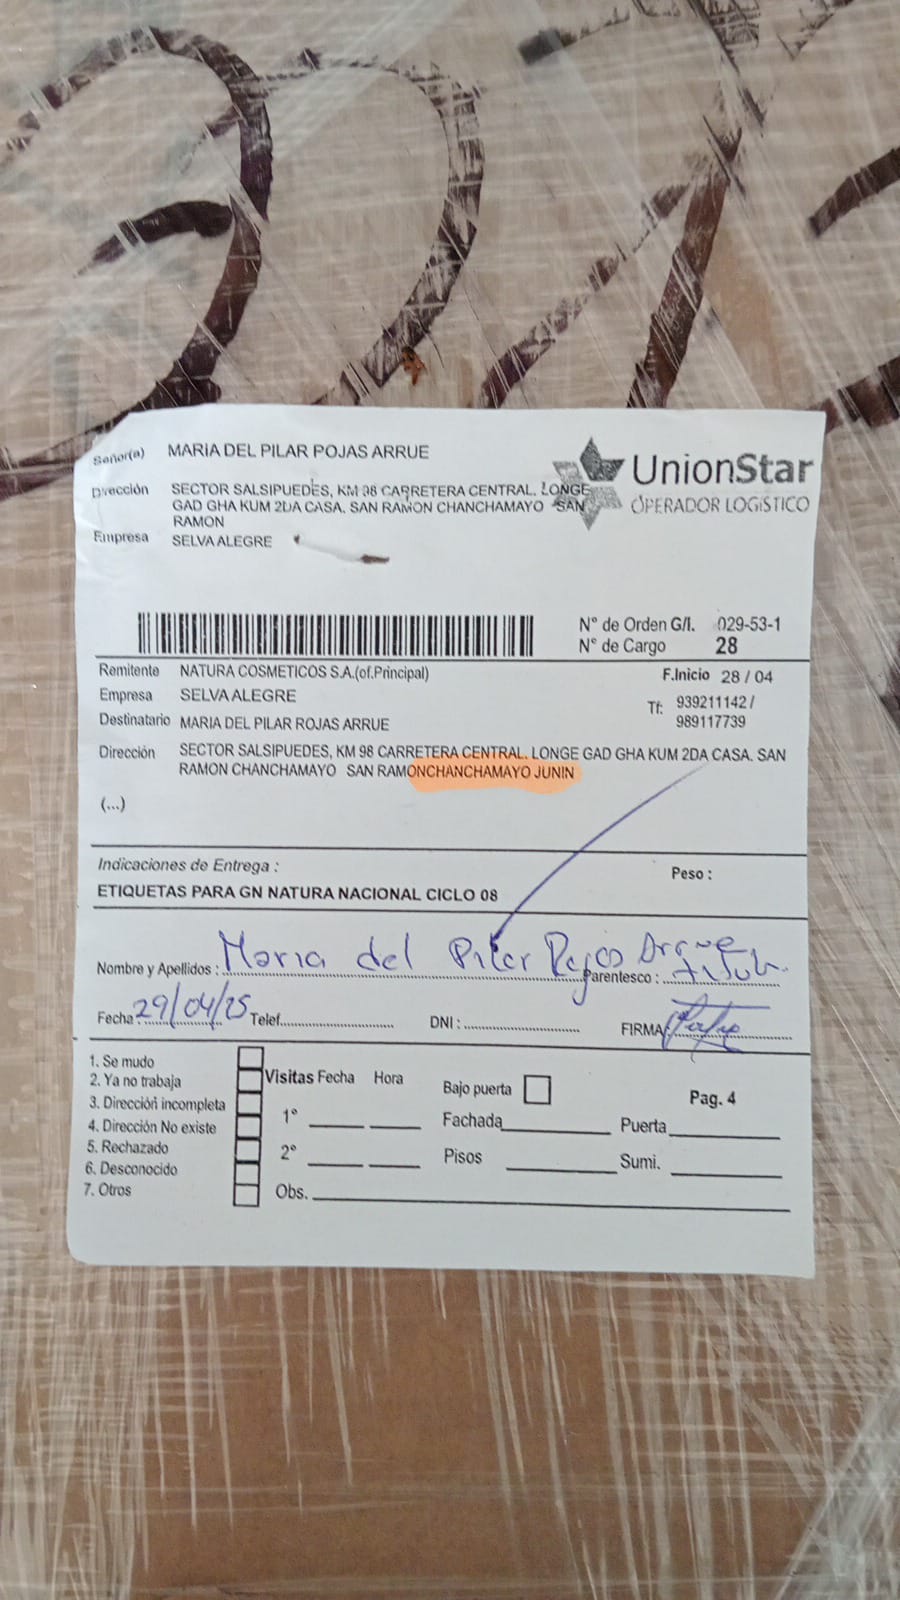 Señor(a) MARIA DEL PILAR POJAS ARRUE
UnionStar
OPERADOR LOGÍSTICO
Dirección SECTOR SALSIPUEDES, KM 98 CARRETERA CENTRAL. LONGE
GAD GHA KUM 2DA CASA. SAN RAMON CHANCHAMAYO SAN
RAMON
Empresa SELVA ALEGRE
N° de Orden G/I. 029-53-1
N° de Cargo 28
Remitente NATURA COSMETICOS S.A.(of.Principal) F.Inicio 28 / 04
Empresa SELVA ALEGRE Tf: 939211142 /
Destinatario MARIA DEL PILAR ROJAS ARRUE 989117739
Dirección SECTOR SALSIPUEDES, KM 98 CARRETERA CENTRAL. LONGE GAD GHA KUM 2DA CASA. SAN
RAMON CHANCHAMAYO SAN RAMONCHANCHAMAYO JUNIN
(...)
Indicaciones de Entrega : Peso :
ETIQUETAS PARA GN NATURA NACIONAL CICLO 08
Nombre y Apellidos : Maria del Pilar Rojas Arrue Parentesco :
Fecha : 29/04/25 Telef. DNI : FIRMA :
1. Se mudo
2. Ya no trabaja
3. Dirección incompleta
4. Dirección No existe
5. Rechazado
6. Desconocido
7. Otros
Visitas Fecha Hora Bajo puerta Pag. 4
1° Fachada Puerta
2° Pisos Sumi.
Obs.